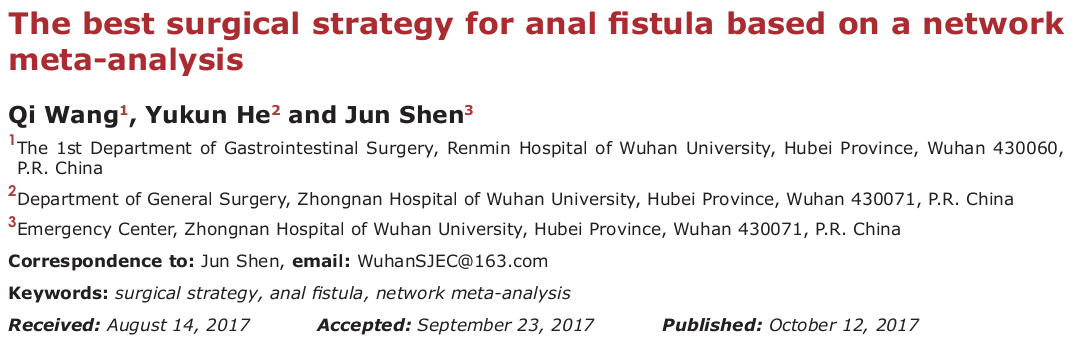 The best surgical strategy for anal fistula based on a network
meta-analysis
Qi Wang1, Yukun He2 and Jun Shen3
1The 1st Department of Gastrointestinal Surgery, Renmin Hospital of Wuhan University, Hubei Province, Wuhan 430060,
P.R. China
2Department of General Surgery, Zhongnan Hospital of Wuhan University, Hubei Province, Wuhan 430071, P.R. China
3Emergency Center, Zhongnan Hospital of Wuhan University, Hubei Province, Wuhan 430071, P.R. China
Correspondence to: Jun Shen, email: WuhanSJEC@163.com
Keywords: surgical strategy, anal fistula, network meta-analysis
Received: August 14, 2017 Accepted: September 23, 2017 Published: October 12, 2017